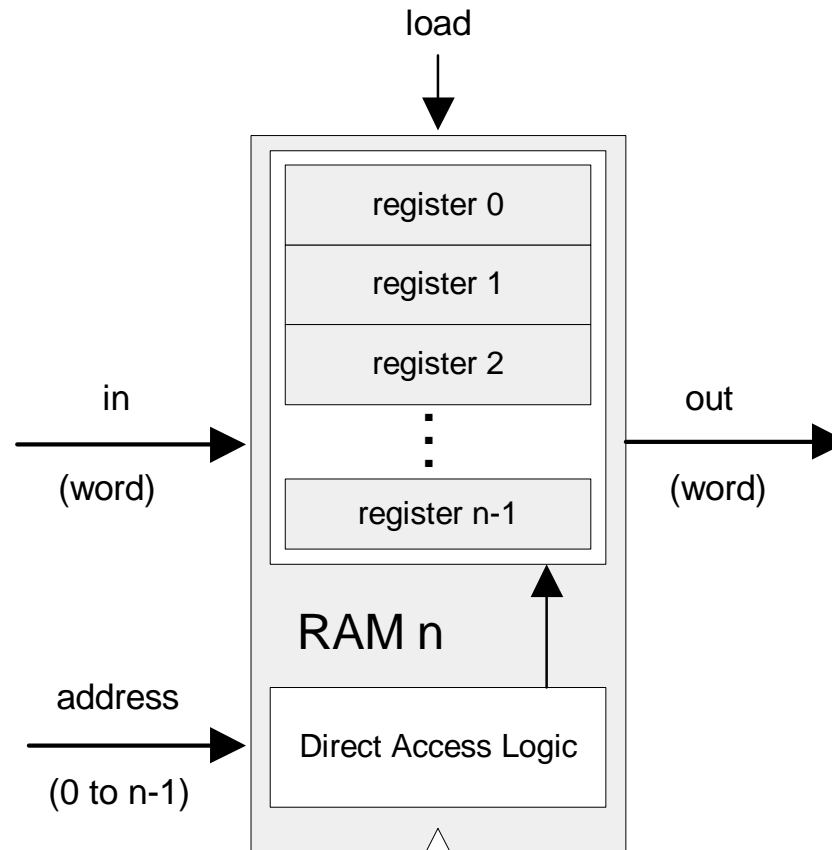 load
register 0
register 1
register 2
in
out
(word)
(word)
register n-1
RAM n
address
Direct Access Logic
(0 to n-1)